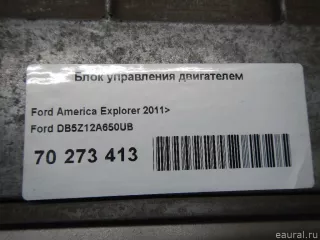 Блок управления двигателем
Ford America Explorer 2011>
Ford DB5Z12A650UB
70 273 413
eaural.ru